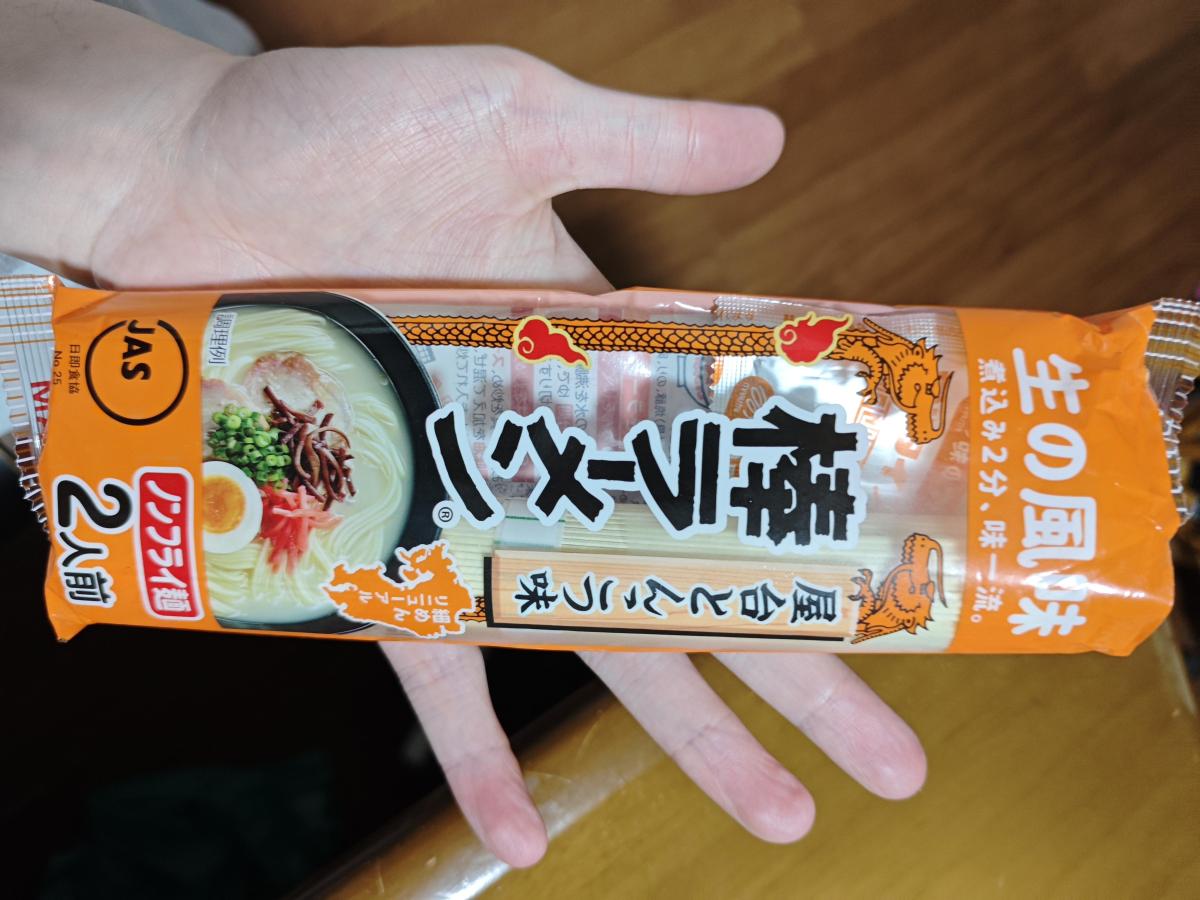 生の風味
煮込み2分、味一流。
棒ラーメン®
屋台とんこつ味
細めん
リニューアル
調理例
ノンフライ麺
2人前
JAS
日即食協
No.25